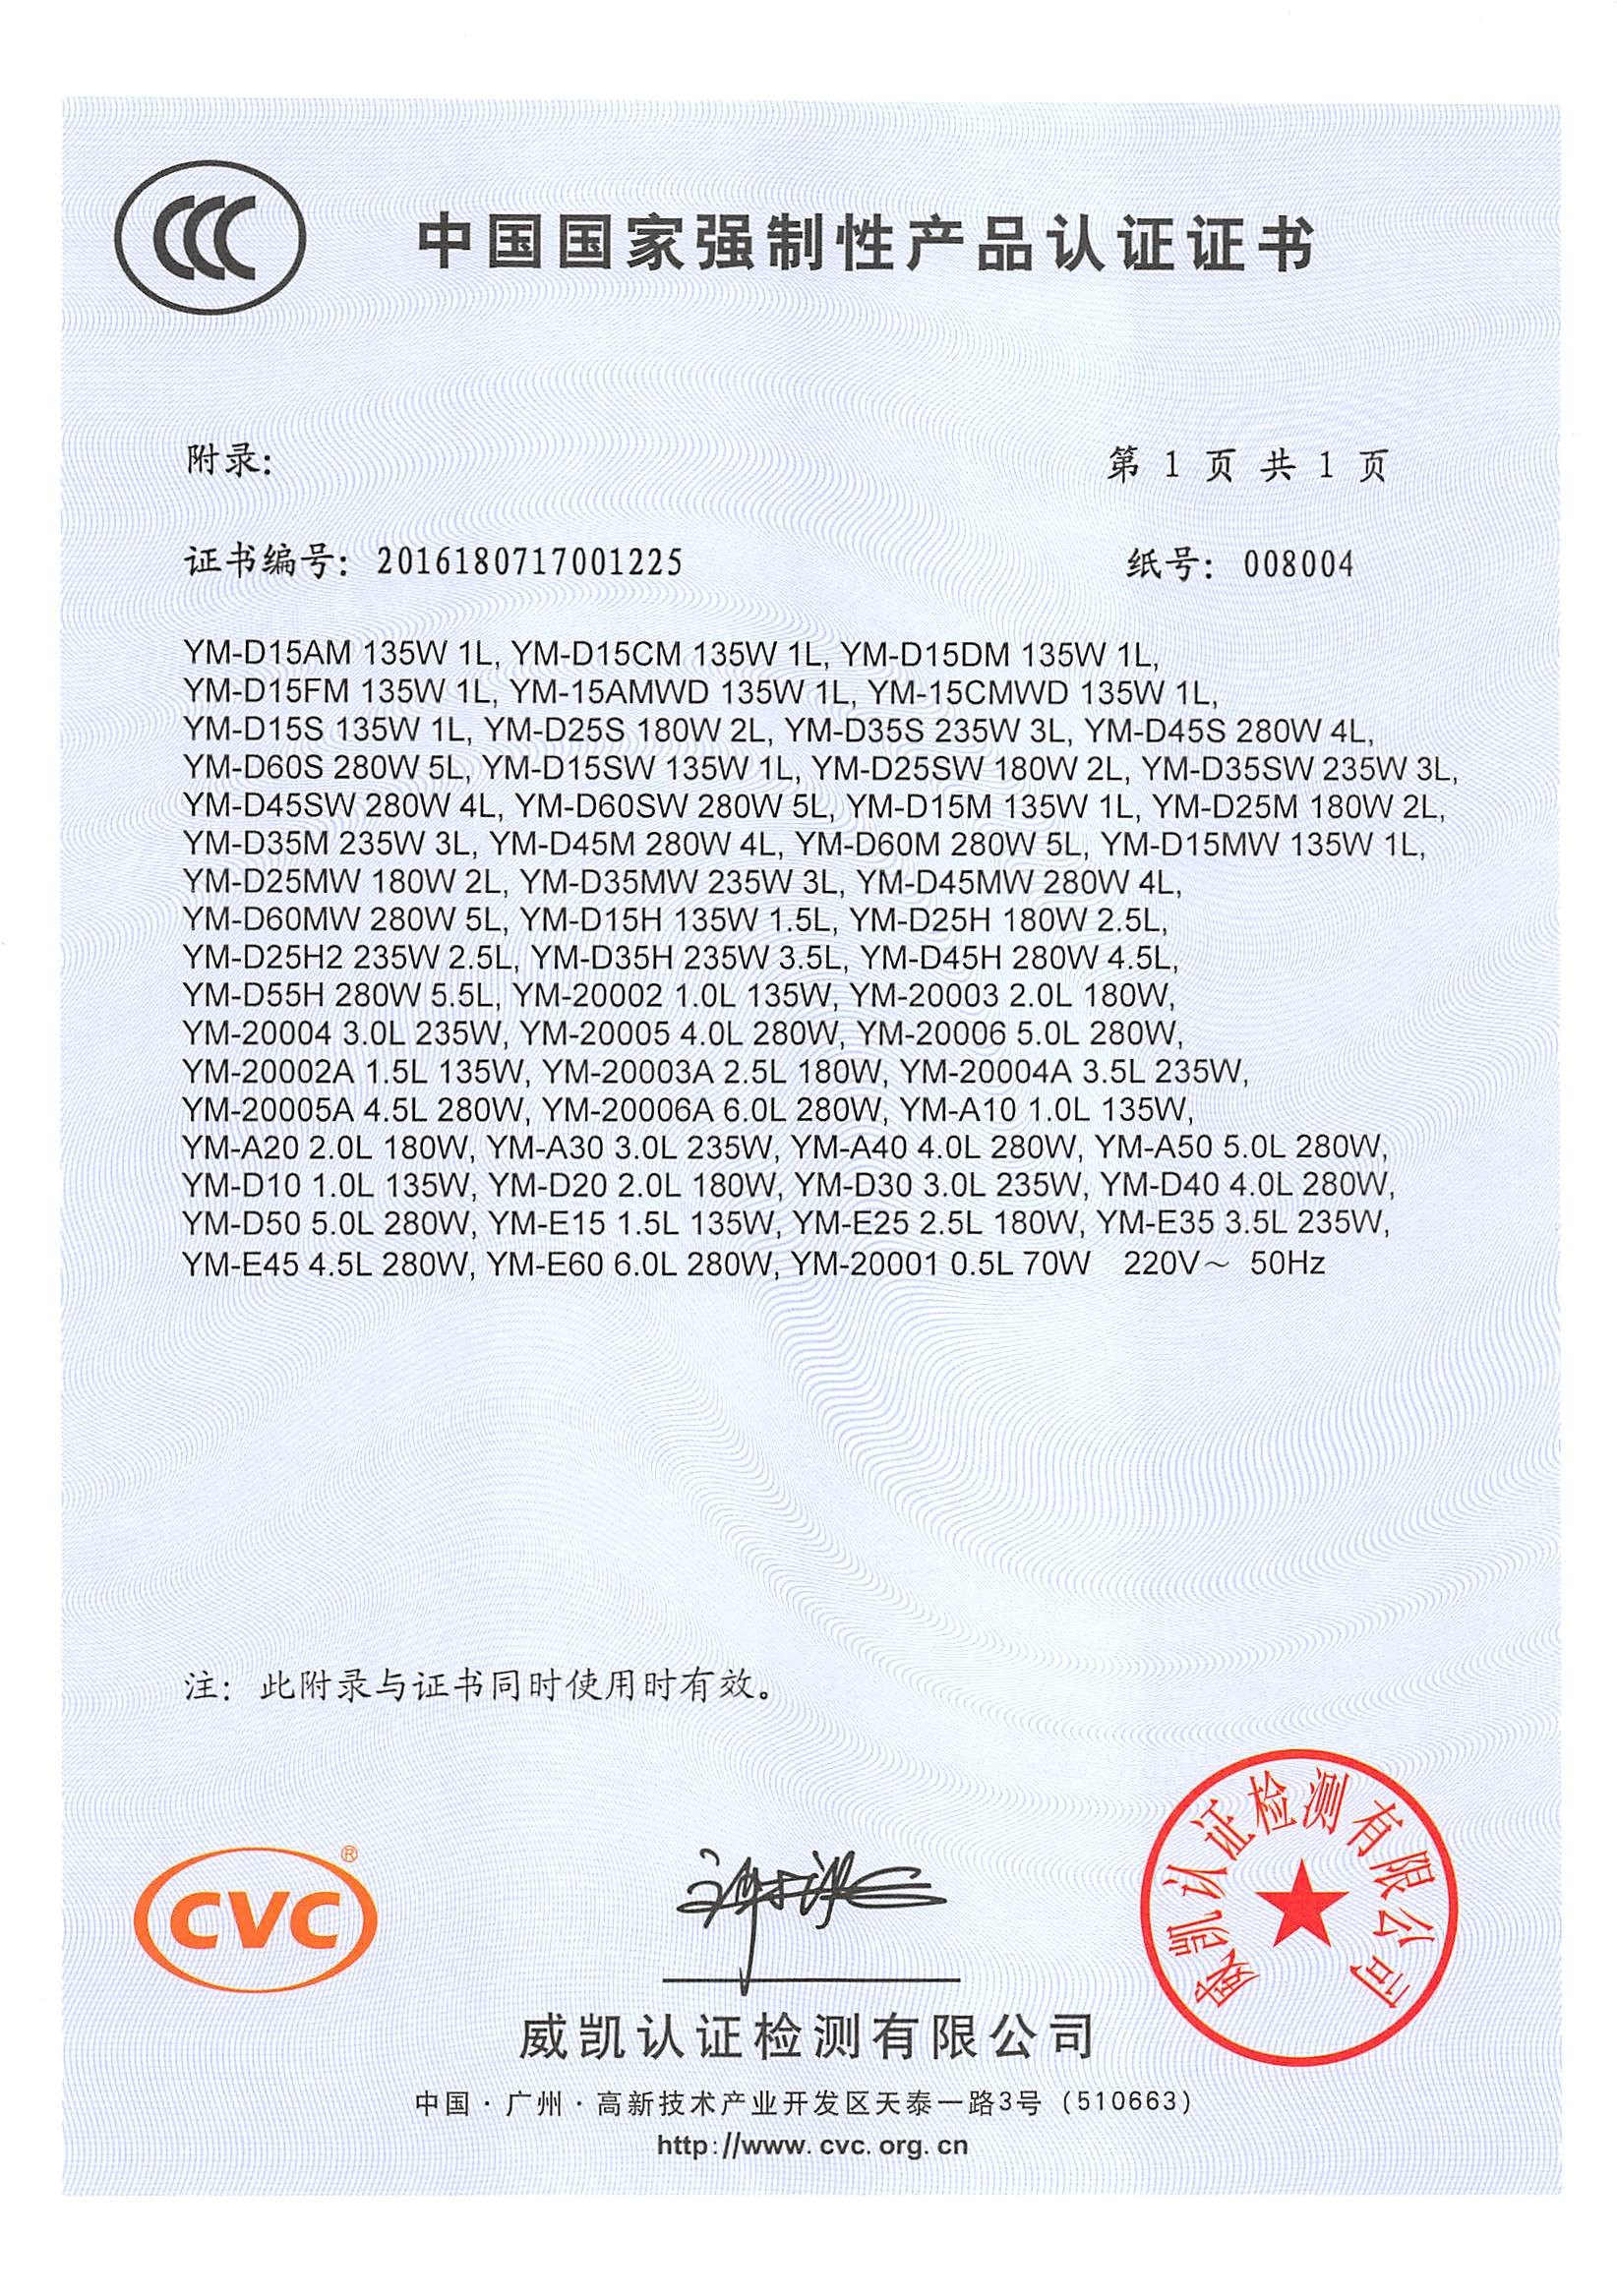 CCC
中国国家强制性产品认证证书
附录:
第 1 页 共 1 页
证书编号: 2016180717001225
纸号: 008004
YM-D15AM 135W 1L, YM-D15CM 135W 1L, YM-D15DM 135W 1L,
YM-D15FM 135W 1L, YM-15AMWD 135W 1L, YM-15CMWD 135W 1L,
YM-D15S 135W 1L, YM-D25S 180W 2L, YM-D35S 235W 3L, YM-D45S 280W 4L,
YM-D60S 280W 5L, YM-D15SW 135W 1L, YM-D25SW 180W 2L, YM-D35SW 235W 3L,
YM-D45SW 280W 4L, YM-D60SW 280W 5L, YM-D15M 135W 1L, YM-D25M 180W 2L,
YM-D35M 235W 3L, YM-D45M 280W 4L, YM-D60M 280W 5L, YM-D15MW 135W 1L,
YM-D25MW 180W 2L, YM-D35MW 235W 3L, YM-D45MW 280W 4L,
YM-D60MW 280W 5L, YM-D15H 135W 1.5L, YM-D25H 180W 2.5L,
YM-D25H2 235W 2.5L, YM-D35H 235W 3.5L, YM-D45H 280W 4.5L,
YM-D55H 280W 5.5L, YM-20002 1.0L 135W, YM-20003 2.0L 180W,
YM-20004 3.0L 235W, YM-20005 4.0L 280W, YM-20006 5.0L 280W,
YM-20002A 1.5L 135W, YM-20003A 2.5L 180W, YM-20004A 3.5L 235W,
YM-20005A 4.5L 280W, YM-20006A 6.0L 280W, YM-A10 1.0L 135W,
YM-A20 2.0L 180W, YM-A30 3.0L 235W, YM-A40 4.0L 280W, YM-A50 5.0L 280W,
YM-D10 1.0L 135W, YM-D20 2.0L 180W, YM-D30 3.0L 235W, YM-D40 4.0L 280W,
YM-D50 5.0L 280W, YM-E15 1.5L 135W, YM-E25 2.5L 180W, YM-E35 3.5L 235W,
YM-E45 4.5L 280W, YM-E60 6.0L 280W, YM-20001 0.5L 70W 220V～ 50Hz
注: 此附录与证书同时使用时有效。
CVC®
威凯认证检测有限公司
威凯认证检测有限公司
中国·广州·高新技术产业开发区天泰一路3号 (510663)
http://www.cvc.org.cn